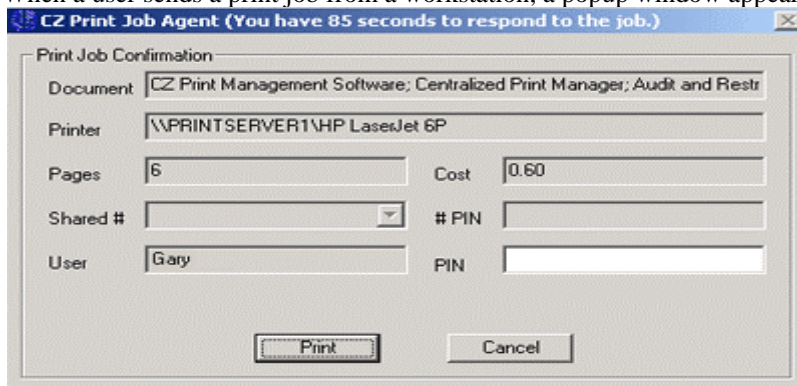 When a user sends a print job from a workstation, a popup window appear
CZ Print Job Agent (You have 85 seconds to respond to the job.)
Print Job Confirmation
Document CZ Print Management Software; Centralized Print Manager; Audit and Restr
Printer \\PRINTSERVER1\HP LaserJet 6P
Pages 6 Cost 0.60
Shared # # PIN
User Gary PIN
Print Cancel